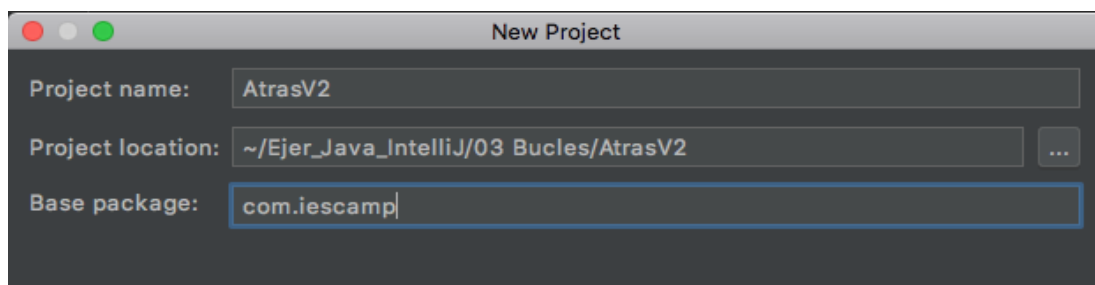 New Project
Project name: AtrasV2
Project location: ~/Ejer_Java_IntelliJ/03 Bucles/AtrasV2 ...
Base package: com.iescamp